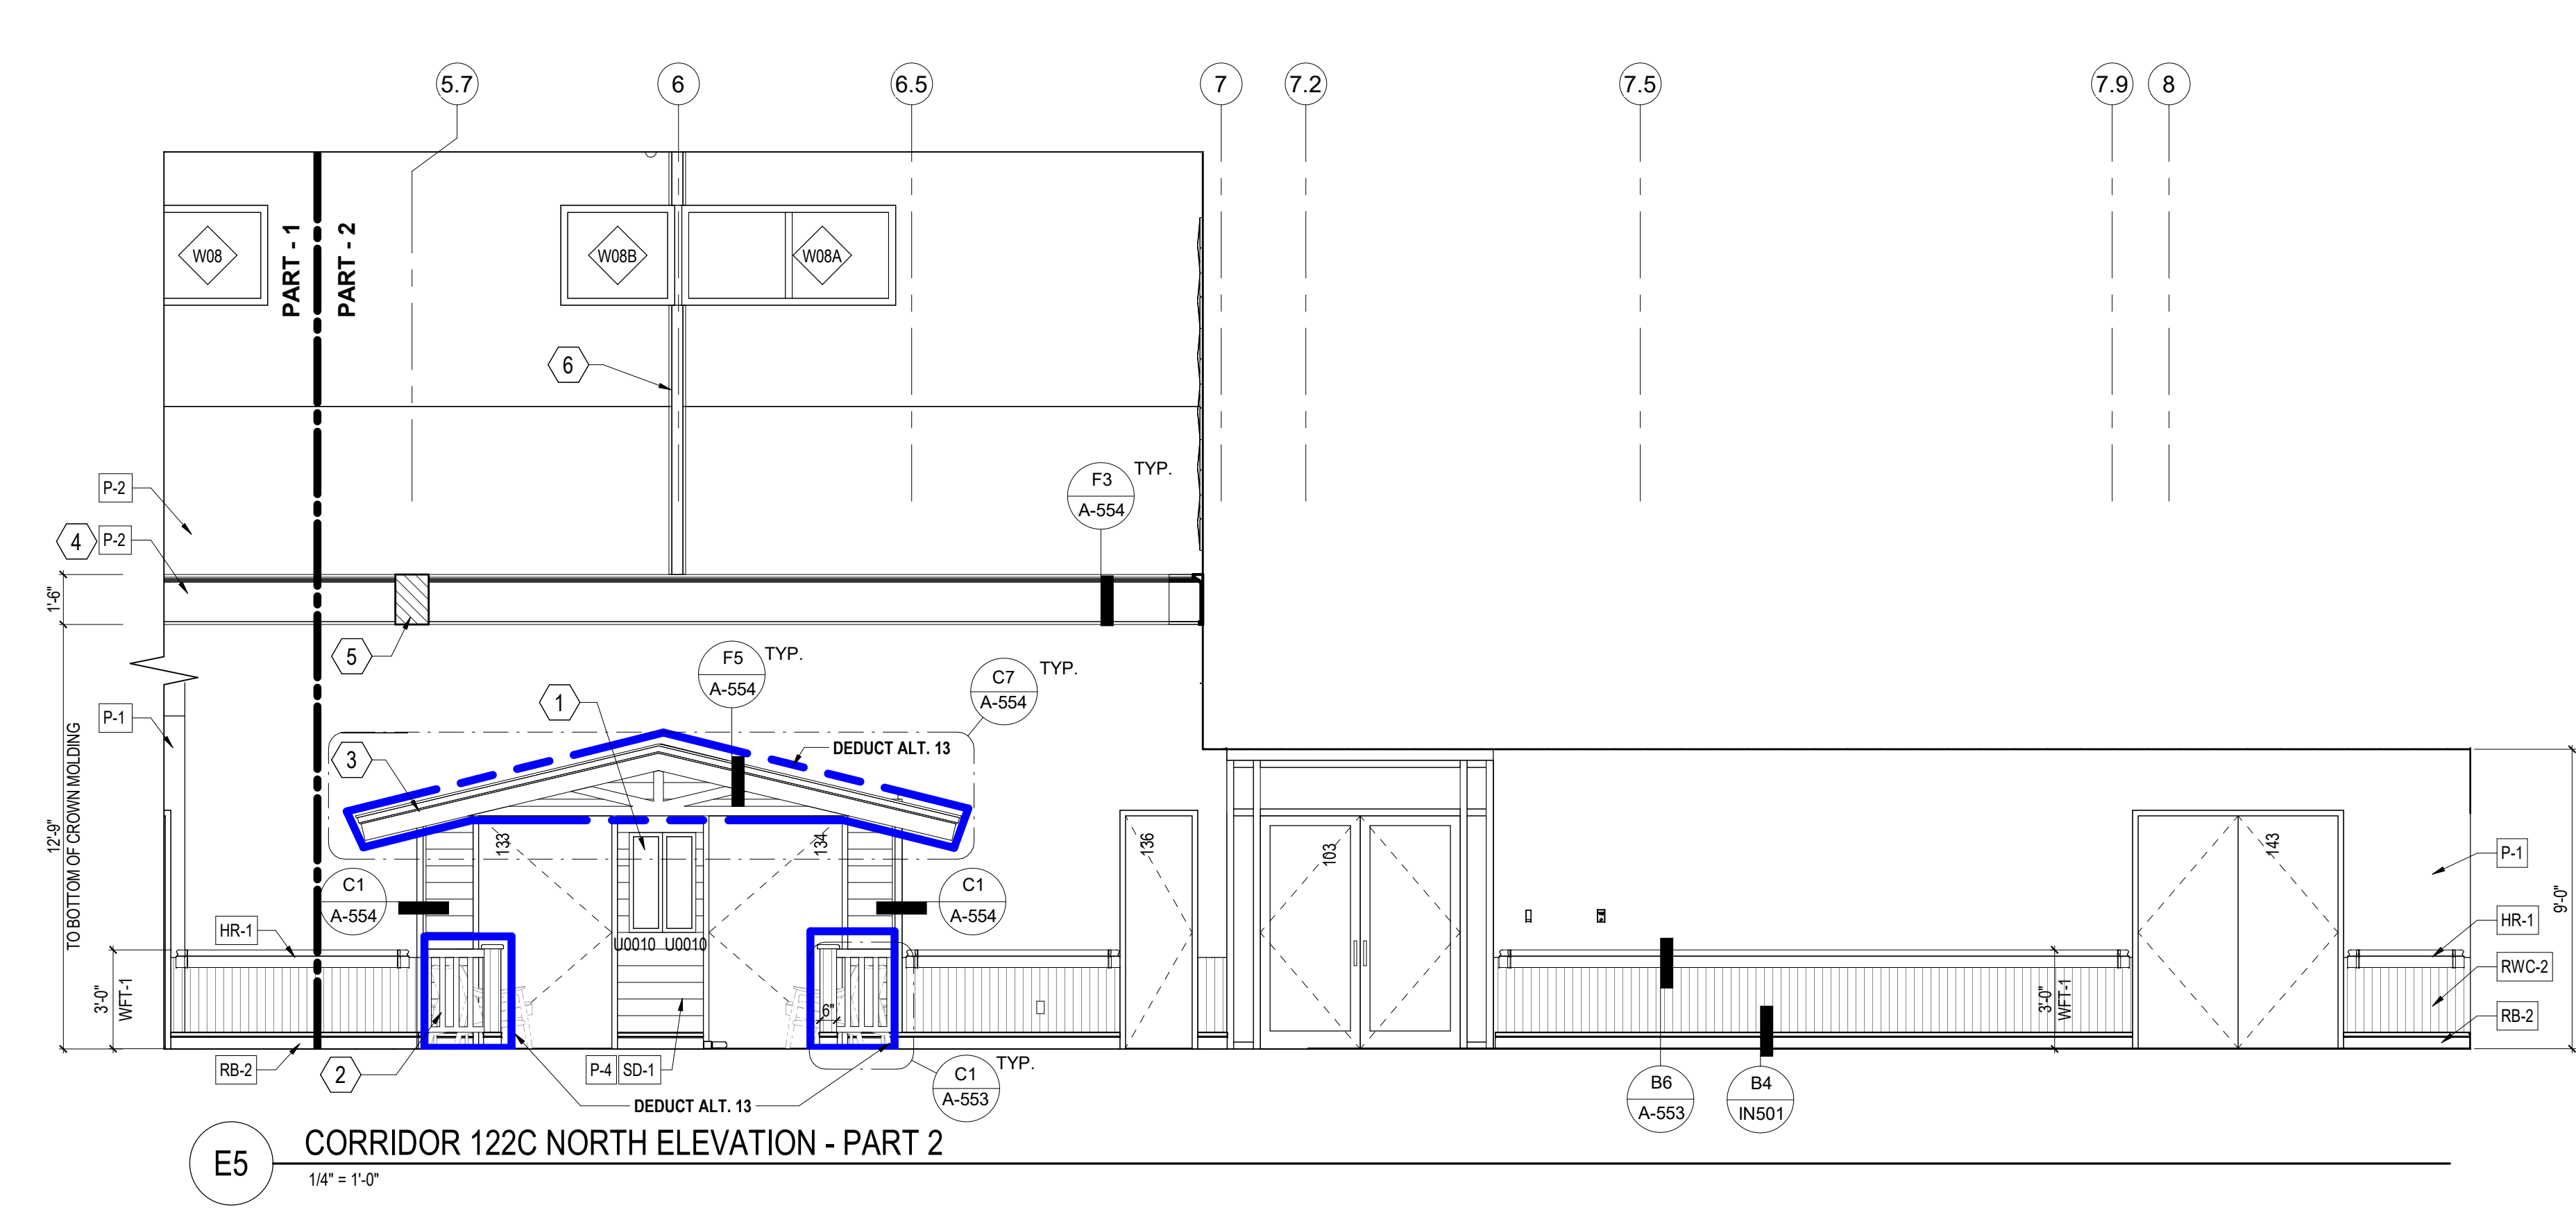 5.7
6
6.5
7
7.2
7.5
7.9
8
W08
PART - 1
PART - 2
W08B
W08A
6
P-2
F3
A-554
TYP.
4
P-2
1'-6"
5
F5
A-554
TYP.
C7
A-554
TYP.
1
P-1
3
DEDUCT ALT. 13
12'-9"
TO BOTTOM OF CROWN MOLDING
133
134
136
103
143
P-1
C1
A-554
C1
A-554
9'-0"
HR-1
HR-1
U0010
U0010
3'-0"
WFT-1
6"
3'-0"
WFT-1
RWC-2
RB-2
RB-2
2
P-4
SD-1
C1
A-553
TYP.
B6
A-553
B4
IN501
DEDUCT ALT. 13
E5
CORRIDOR 122C NORTH ELEVATION - PART 2
1/4" = 1'-0"